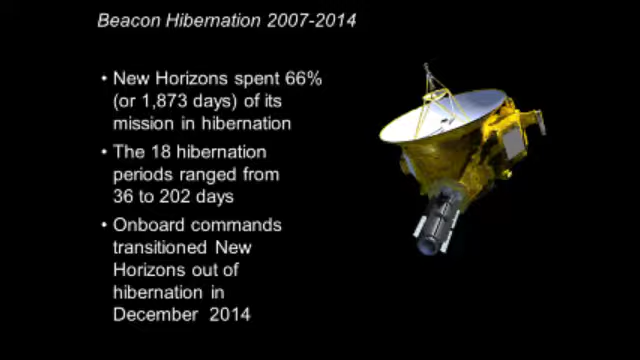 Beacon Hibernation 2007-2014
• New Horizons spent 66%
(or 1,873 days) of its
mission in hibernation
• The 18 hibernation
periods ranged from
36 to 202 days
• Onboard commands
transitioned New
Horizons out of
hibernation in
December 2014